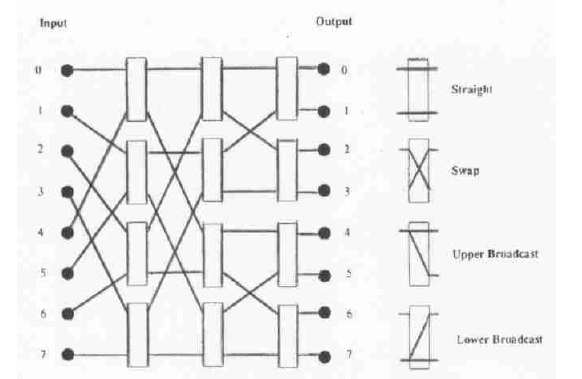 Input Output
0 0
1 1
Straight
2 2
Swap
3 3
4 4
Upper Broadcast
5 5
6 6
Lower Broadcast
7 7